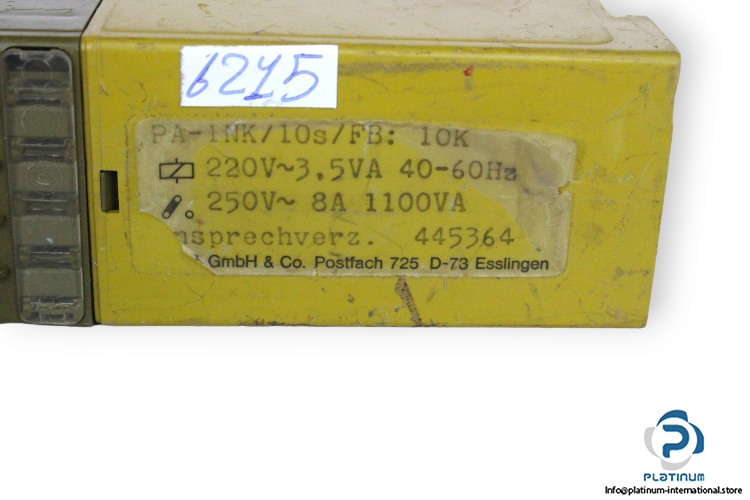 6215
PA-1NK/10s/FB: 10K
220V~3,5VA 40-60Hz
250V~ 8A 1100VA
nsprechverz. 445364
GmbH & Co. Postfach 725 D-73 Esslingen
PLATINUM
Info@platinum-international.store